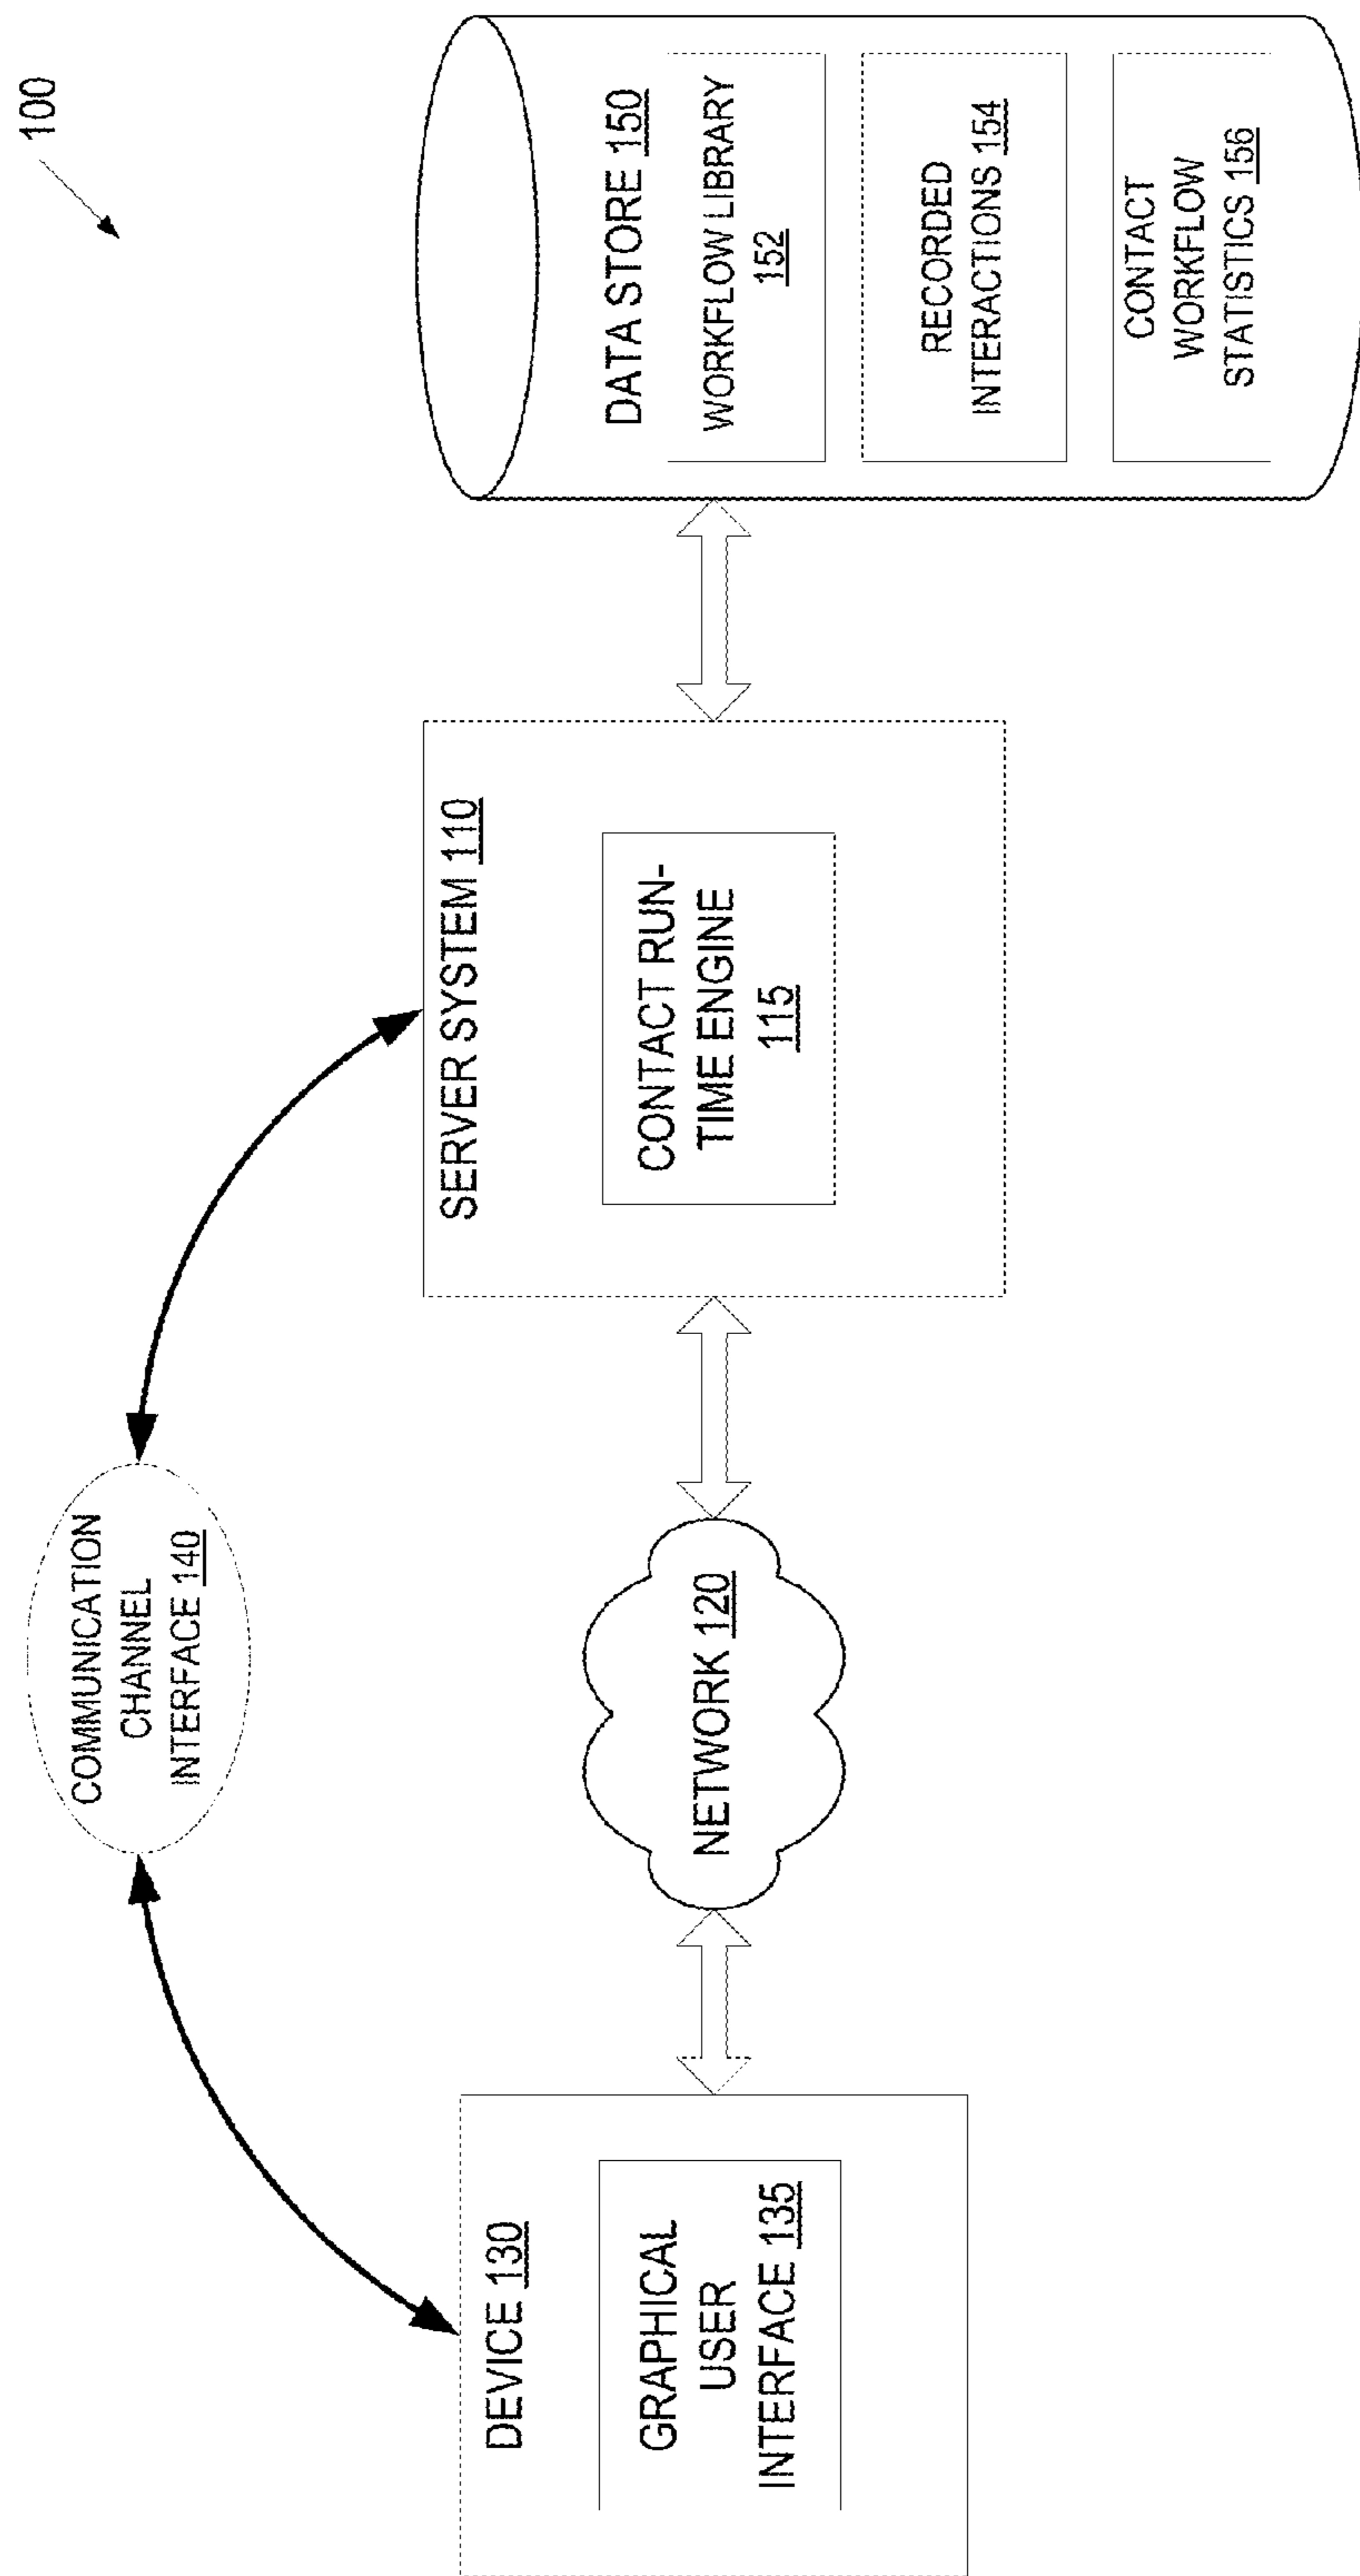 100
COMMUNICATION
CHANNEL
INTERFACE 140
DEVICE 130
GRAPHICAL
USER
INTERFACE 135
NETWORK 120
SERVER SYSTEM 110
CONTACT RUN-
TIME ENGINE
115
DATA STORE 150
WORKFLOW LIBRARY
152
RECORDED
INTERACTIONS 154
CONTACT
WORKFLOW
STATISTICS 156